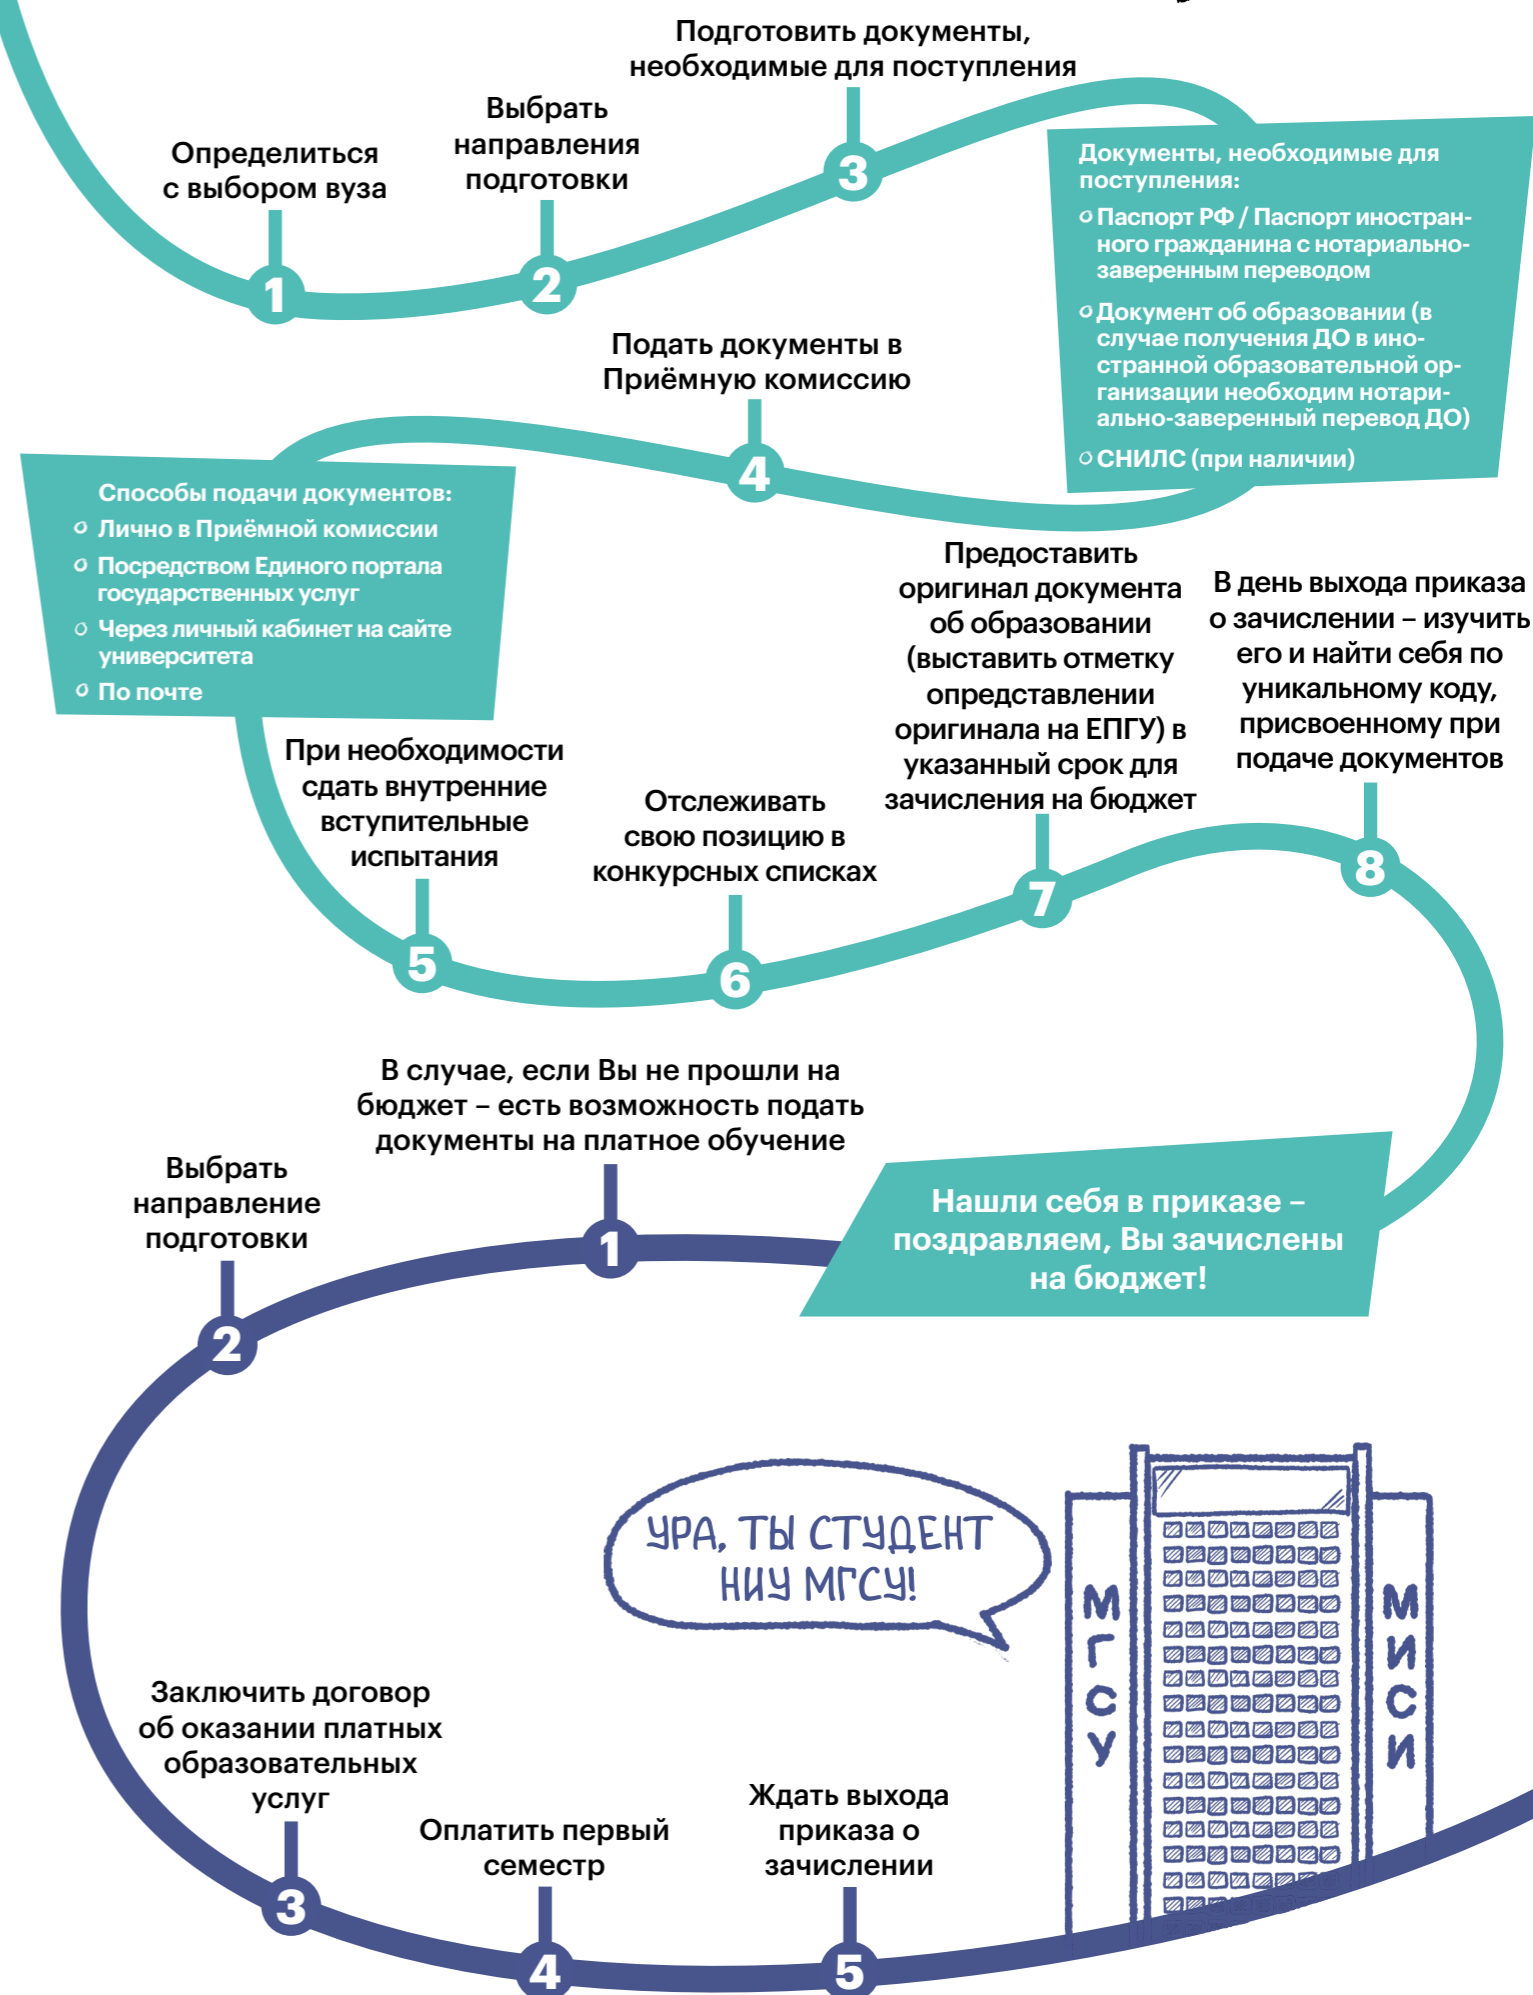 Определиться
с выбором вуза
1
Выбрать
направления
подготовки
2
Подготовить документы,
необходимые для поступления
3
Документы, необходимые для
поступления:
Паспорт РФ / Паспорт иностран-
ного гражданина с нотариально-
заверенным переводом
Документ об образовании (в
случае получения ДО в ино-
странной образовательной ор-
ганизации необходим нотари-
ально-заверенный перевод ДО)
СНИЛС (при наличии)
Подать документы в
Приёмную комиссию
4
Способы подачи документов:
Лично в Приёмной комиссии
Посредством Единого портала
государственных услуг
Через личный кабинет на сайте
университета
По почте
При необходимости
сдать внутренние
вступительные
испытания
5
Отслеживать
свою позицию в
конкурсных списках
6
Предоставить
оригинал документа
об образовании
(выставить отметку
опредставлении
оригинала на ЕПГУ) в
указанный срок для
зачисления на бюджет
7
В день выхода приказа
о зачислении – изучить
его и найти себя по
уникальному коду,
присвоенному при
подаче документов
8
Нашли себя в приказе –
поздравляем, Вы зачислены
на бюджет!
В случае, если Вы не прошли на
бюджет – есть возможность подать
документы на платное обучение
1
Выбрать
направление
подготовки
2
Заключить договор
об оказании платных
образовательных
услуг
3
Оплатить первый
семестр
4
Ждать выхода
приказа о
зачислении
5
УРА, ТЫ СТУДЕНТ
НИУ МГСУ!
МГСУ
МИСИ